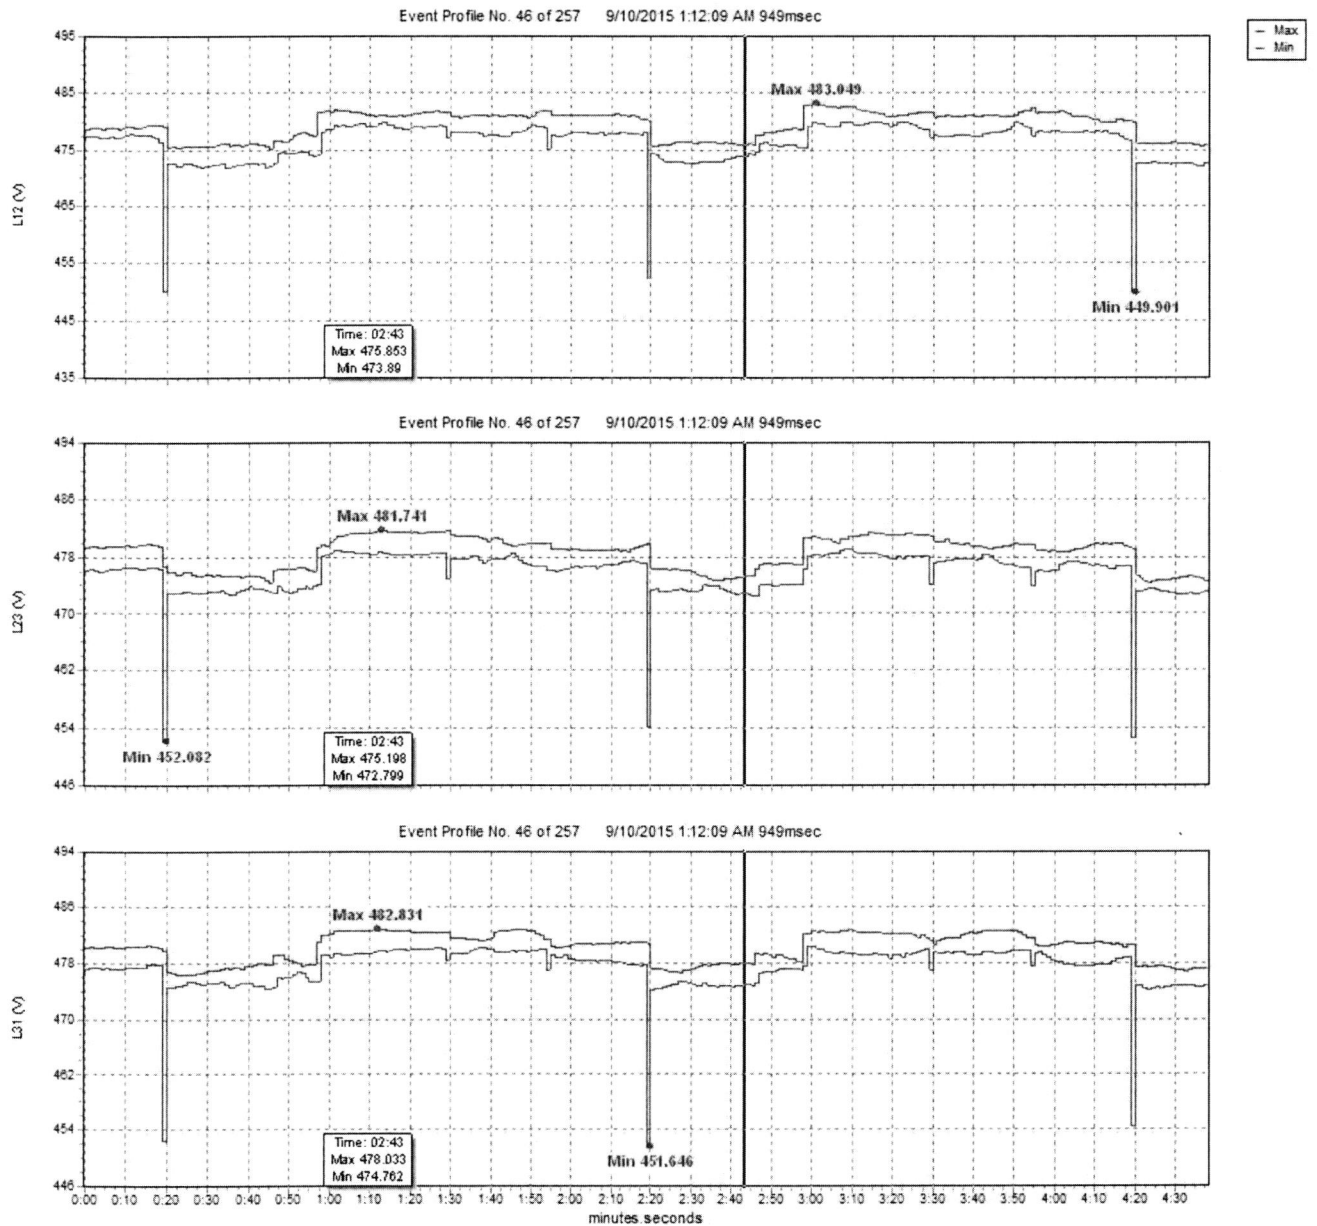 Event Profile No. 46 of 257 9/10/2015 1:12:09 AM 949msec
Max
Min
495
485
475
465
455
445
435
L12 (V)
Max 483.049
Min 449.901
Time: 02:43
Max 475.853
Min 473.89
Event Profile No. 46 of 257 9/10/2015 1:12:09 AM 949msec
494
486
478
470
462
454
446
L23 (V)
Max 481.741
Min 452.082
Time: 02:43
Max 475.198
Min 472.799
Event Profile No. 46 of 257 9/10/2015 1:12:09 AM 949msec
494
486
478
470
462
454
446
L31 (V)
Max 482.831
Min 451.646
Time: 02:43
Max 478.033
Min 474.762
0:00 0:10 0:20 0:30 0:40 0:50 1:00 1:10 1:20 1:30 1:40 1:50 2:00 2:10 2:20 2:30 2:40 2:50 3:00 3:10 3:20 3:30 3:40 3:50 4:00 4:10 4:20 4:30
minutes.seconds